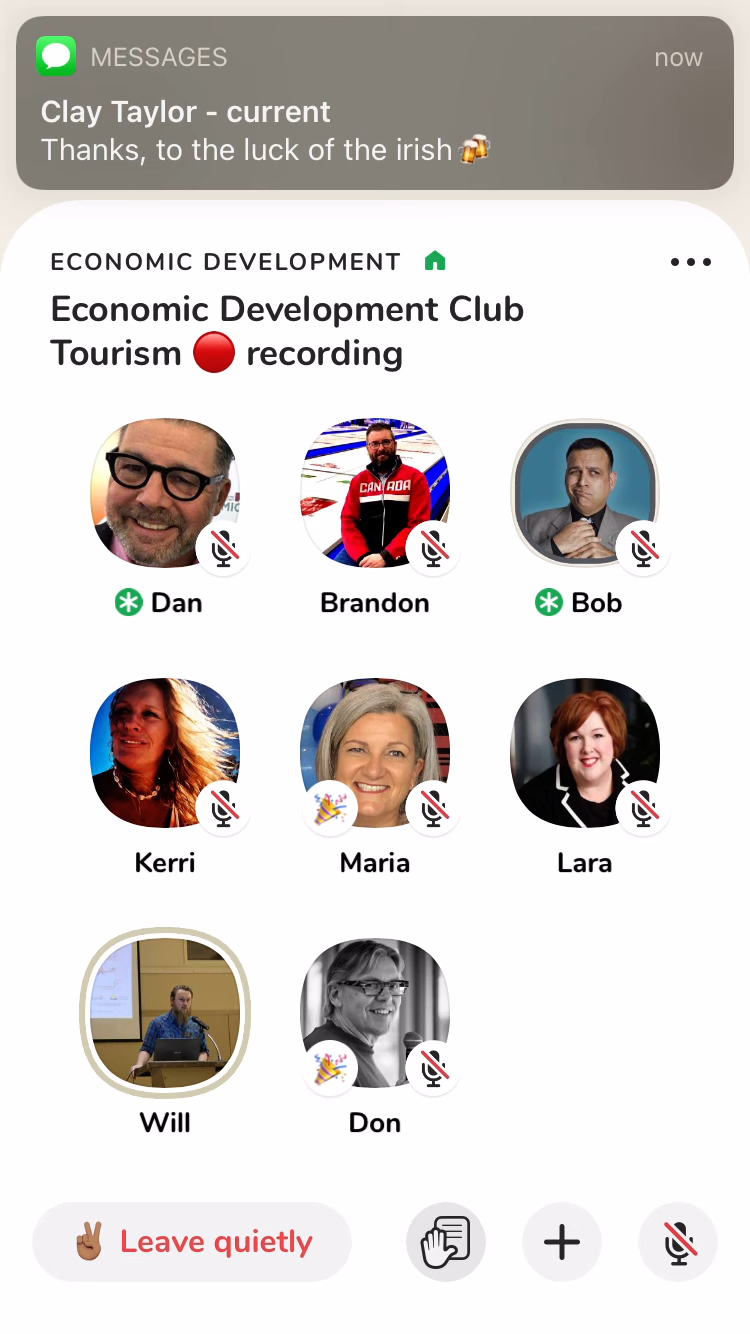 MESSAGES now
Clay Taylor - current
Thanks, to the luck of the irish 🍻
ECONOMIC DEVELOPMENT
Economic Development Club
Tourism 🔴 recording
CANADA
Dan Brandon Bob
Kerri Maria Lara
Will Don
✌🏽 Leave quietly